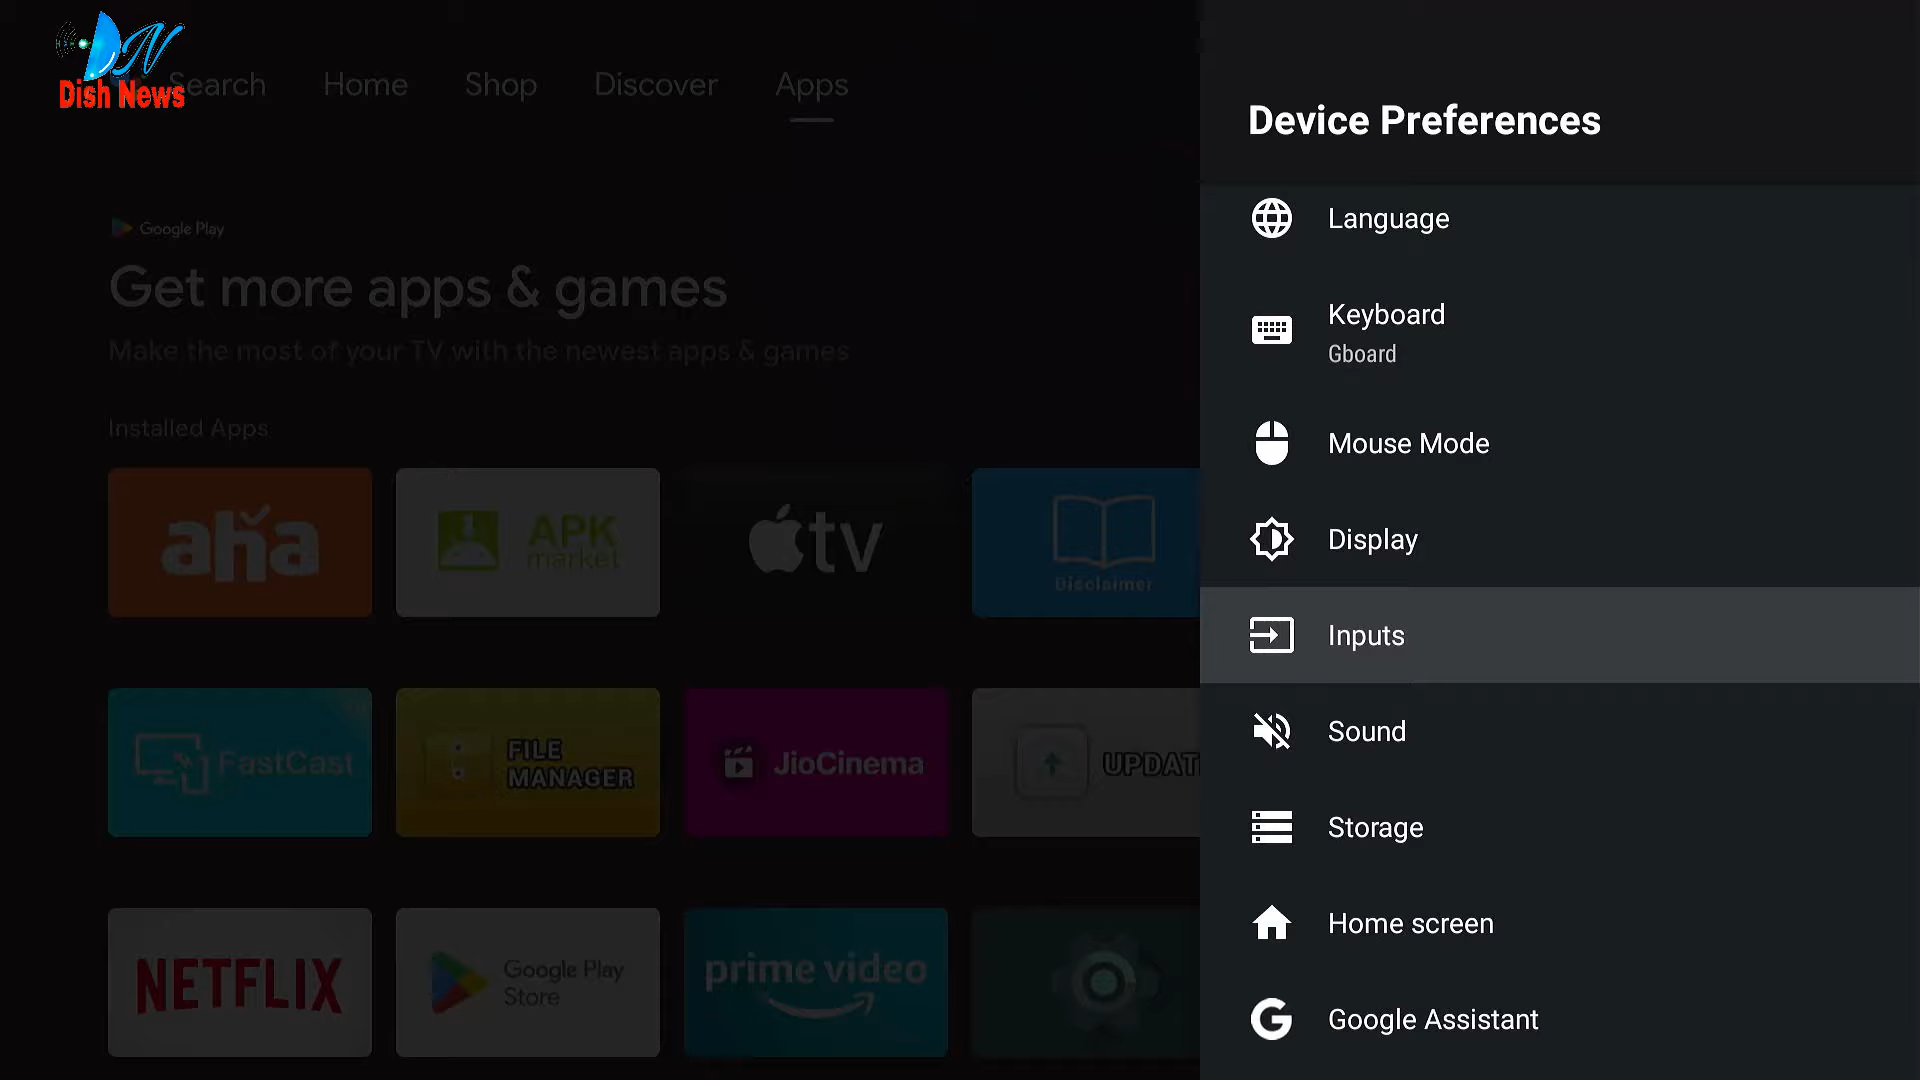 DN
Dish News
Search Home Shop Discover Apps
Google Play
Get more apps & games
Make the most of your TV with the newest apps & games
Installed Apps
aha
APK
market
tv
Disclaimer
FastCast
FILE
MANAGER
JioCinema
UPDAT
NETFLIX
Google Play
Store
prime video
Device Preferences
Language
Keyboard
Gboard
Mouse Mode
Display
Inputs
Sound
Storage
Home screen
Google Assistant